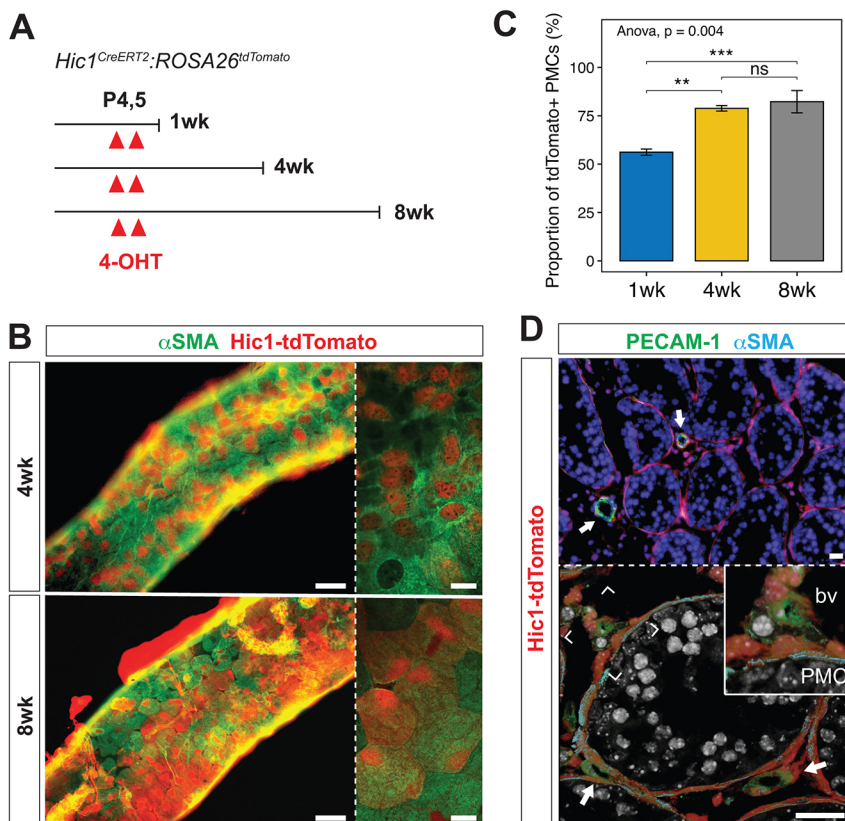 A
Hic1CreERT2:ROSA26tdTomato
P4,5
1wk
4wk
8wk
4-OHT
B
αSMA Hic1-tdTomato
4wk
8wk
C
Proportion of tdTomato+ PMCs (%)
Anova, p = 0.004
***
**
ns
100
75
50
25
0
1wk 4wk 8wk
D
PECAM-1 αSMA
Hic1-tdTomato
bv
PMC